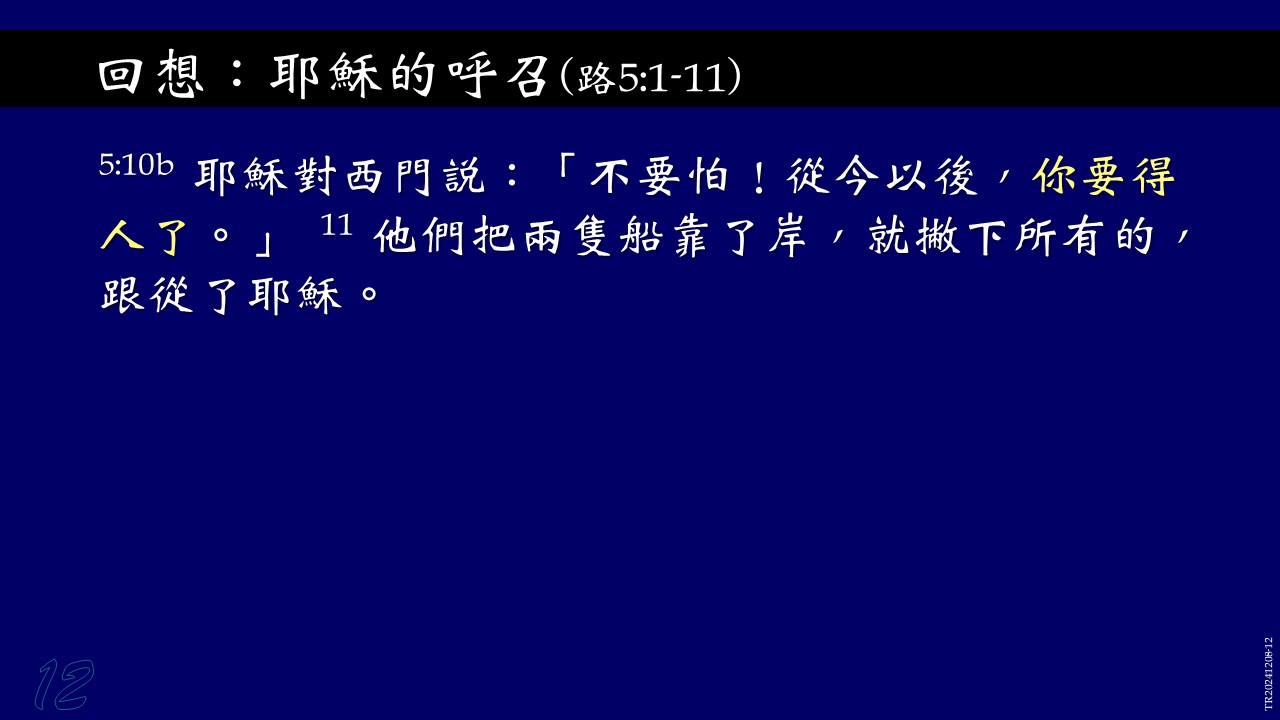 回想：耶穌的呼召(路5:1-11)
5:10b 耶穌對西門説：「不要怕！從今以後，你要得
人了。」 11 他們把兩隻船靠了岸，就撇下所有的，
跟從了耶穌。
12
TR20241208-12